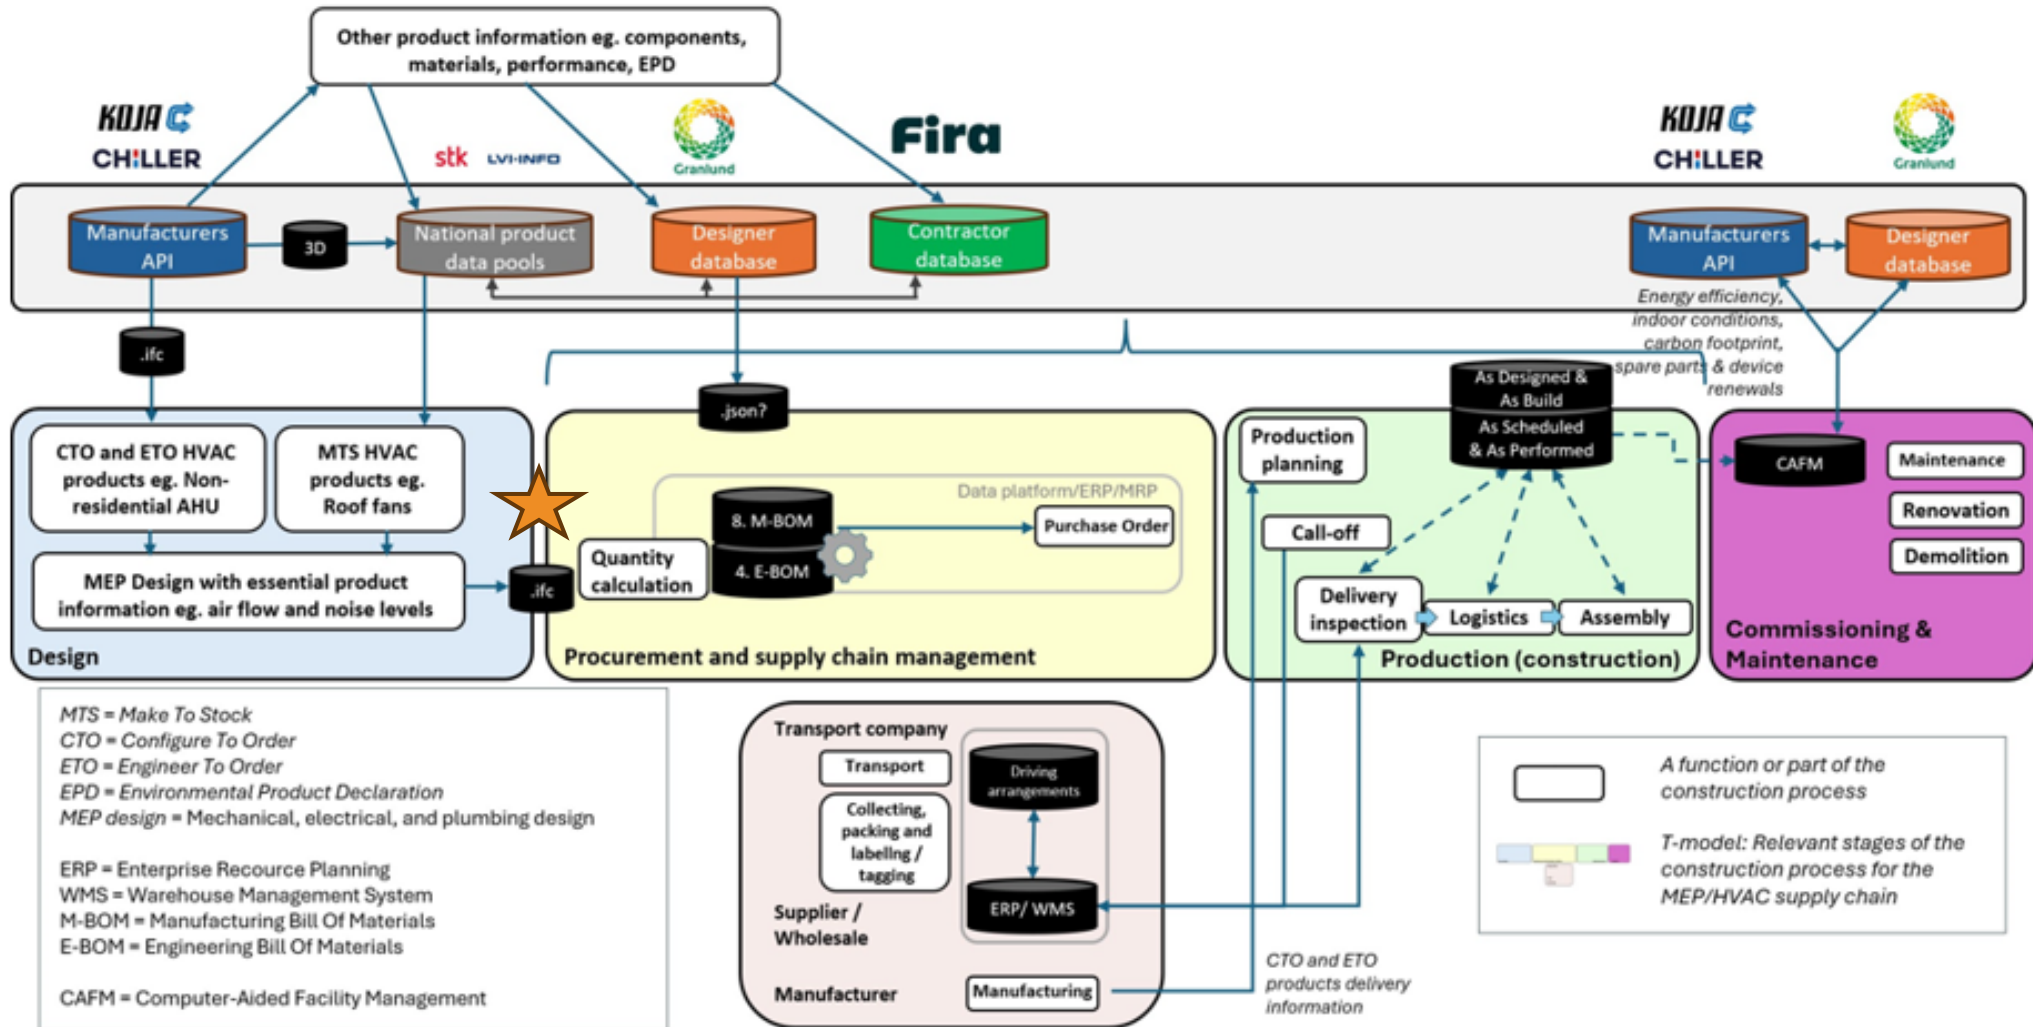 Other product information eg. components,
materials, performance, EPD
KOJA
CHILLER
stk LVI-INFO
Granlund
Fira
KOJA
CHILLER
Granlund
Manufacturers
API
3D
National product
data pools
Designer
database
Contractor
database
Manufacturers
API
Designer
database
Energy efficiency,
indoor conditions,
carbon footprint,
spare parts & device
renewals
.ifc
.json?
As Designed &
As Build
As Scheduled
& As Performed
CTO and ETO HVAC
products eg. Non-
residential AHU
MTS HVAC
products eg.
Roof fans
MEP Design with essential product
information eg. air flow and noise levels
.ifc
Design
Data platform/ERP/MRP
8. M-BOM
4. E-BOM
Quantity
calculation
Purchase Order
Procurement and supply chain management
Production
planning
Call-off
Delivery
inspection
Logistics
Assembly
Production (construction)
CAFM
Maintenance
Renovation
Demolition
Commissioning &
Maintenance
MTS = Make To Stock
CTO = Configure To Order
ETO = Engineer To Order
EPD = Environmental Product Declaration
MEP design = Mechanical, electrical, and plumbing design
ERP = Enterprise Recource Planning
WMS = Warehouse Management System
M-BOM = Manufacturing Bill Of Materials
E-BOM = Engineering Bill Of Materials
CAFM = Computer-Aided Facility Management
Transport company
Transport
Collecting,
packing and
labeling /
tagging
Driving
arrangements
ERP/ WMS
Supplier /
Wholesale
Manufacturer
Manufacturing
CTO and ETO
products delivery
information
A function or part of the
construction process
T-model: Relevant stages of the
construction process for the
MEP/HVAC supply chain